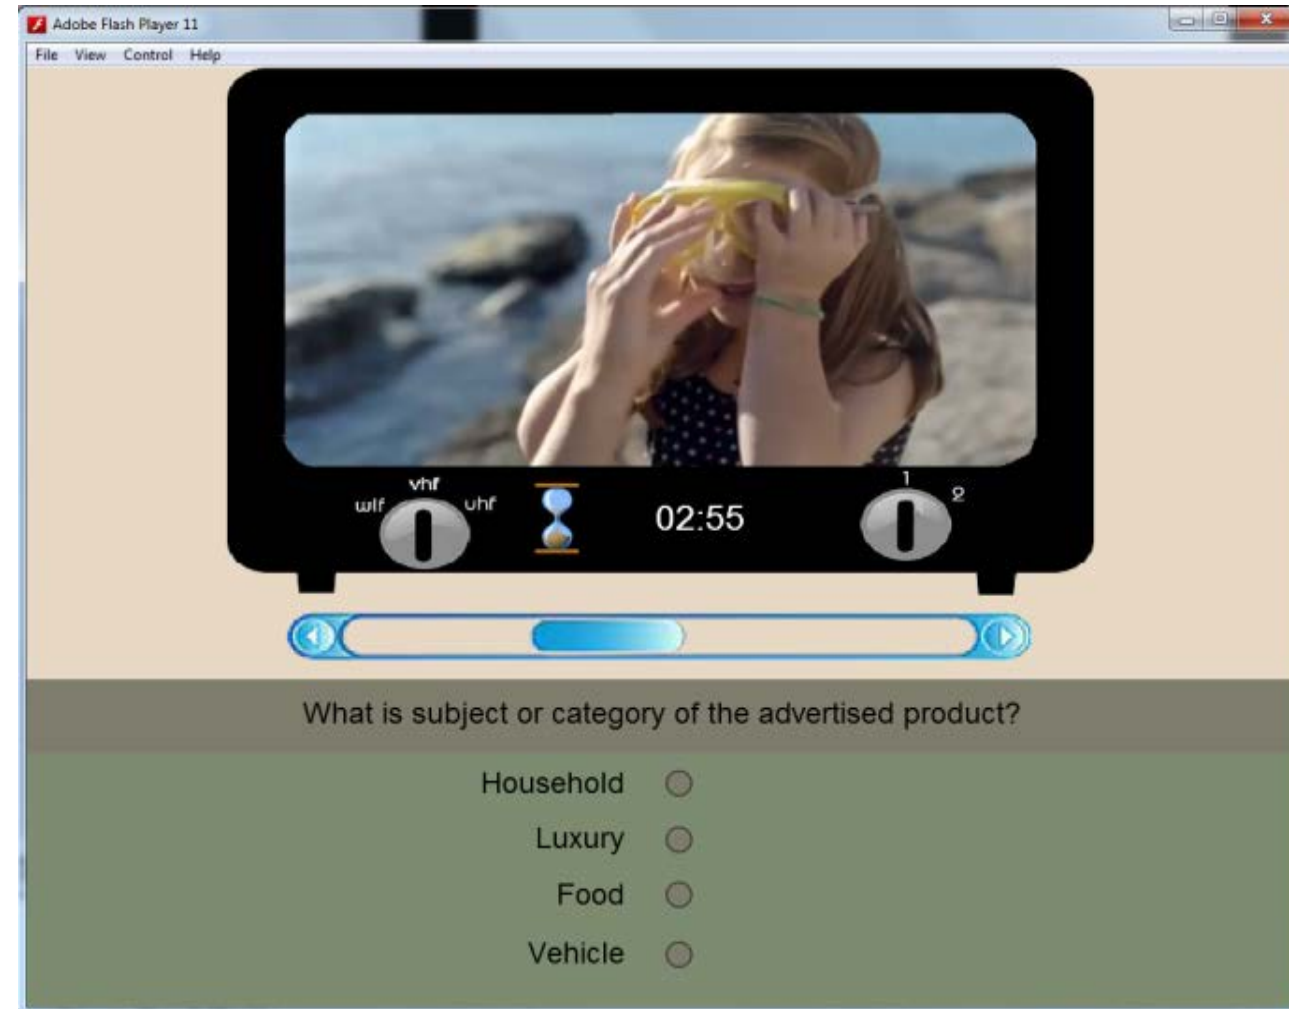 Adobe Flash Player 11
File View Control Help
vhf
wlf uhf
02:55
1
2
What is subject or category of the advertised product?
Household
Luxury
Food
Vehicle